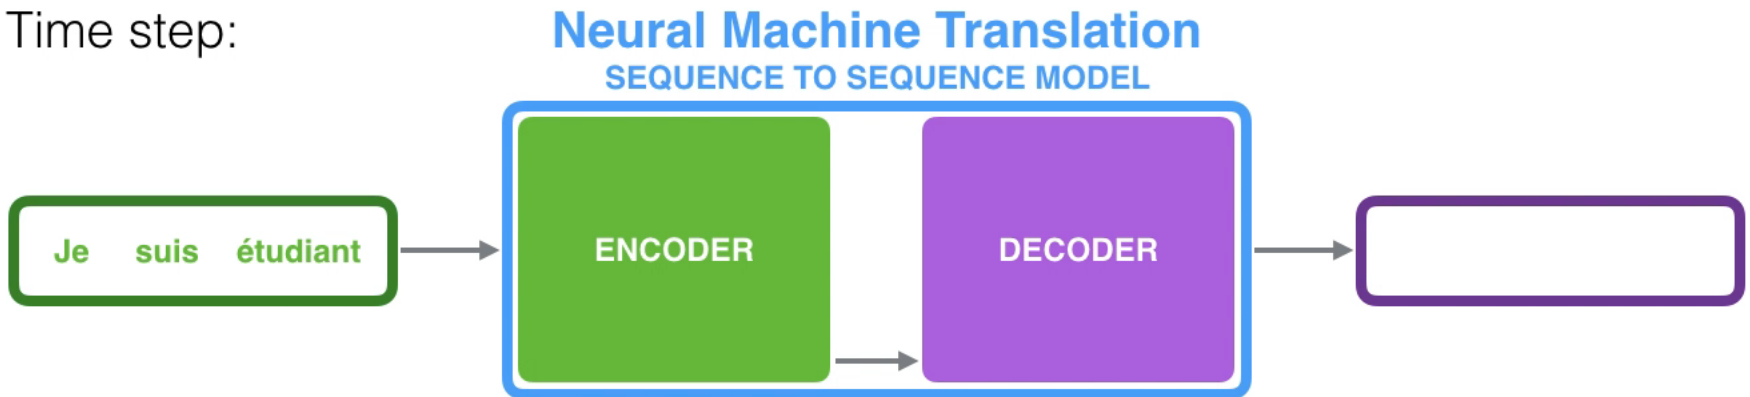 Time step:
Neural Machine Translation
SEQUENCE TO SEQUENCE MODEL
Je suis étudiant
ENCODER
DECODER